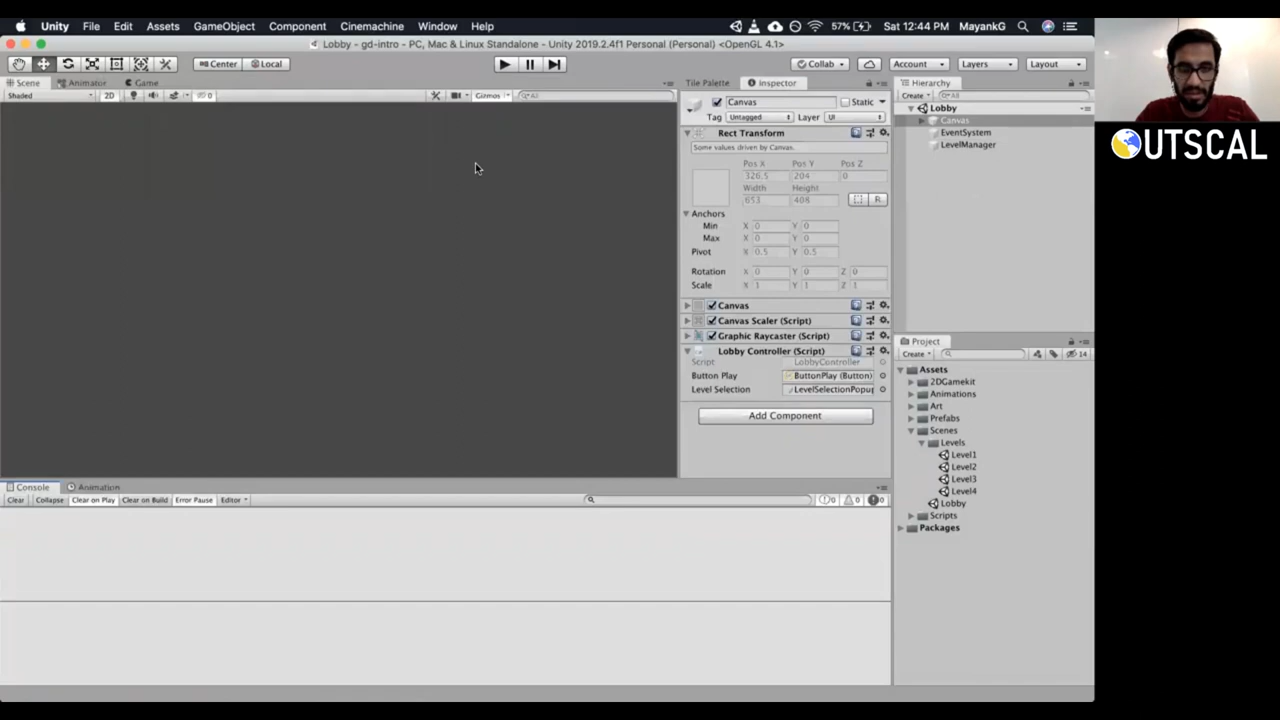 Unity File Edit Assets GameObject Component Cinemachine Window Help 57% Sat 12:44 PM MayankG
Lobby - gd-intro - PC, Mac & Linux Standalone - Unity 2019.2.4f1 Personal (Personal) <OpenGL 4.1>
Center Local Collab Account Layers Layout
Scene Animator Game Tile Palette Inspector Hierarchy
Shaded 2D 0 Gizmos All Create All
Canvas Static
Tag Untagged Layer UI
Rect Transform
Some values driven by Canvas.
Pos X Pos Y Pos Z
326.5 204 0
Width Height
653 408 R
Anchors
Min X 0 Y 0
Max X 0 Y 0
Pivot X 0.5 Y 0.5
Rotation X 0 Y 0 Z 0
Scale X 1 Y 1 Z 1
Canvas
Canvas Scaler (Script)
Graphic Raycaster (Script)
Lobby Controller (Script)
Script LobbyController
Button Play ButtonPlay (Button)
Level Selection LevelSelectionPopup
Add Component
Lobby
Canvas
EventSystem
LevelManager
Project
Create 14
Assets
2DGamekit
Animations
Art
Prefabs
Scenes
Levels
Level1
Level2
Level3
Level4
Lobby
Scripts
Packages
Console Animation
Clear Collapse Clear on Play Clear on Build Error Pause Editor 0 0 0
OUTSCAL